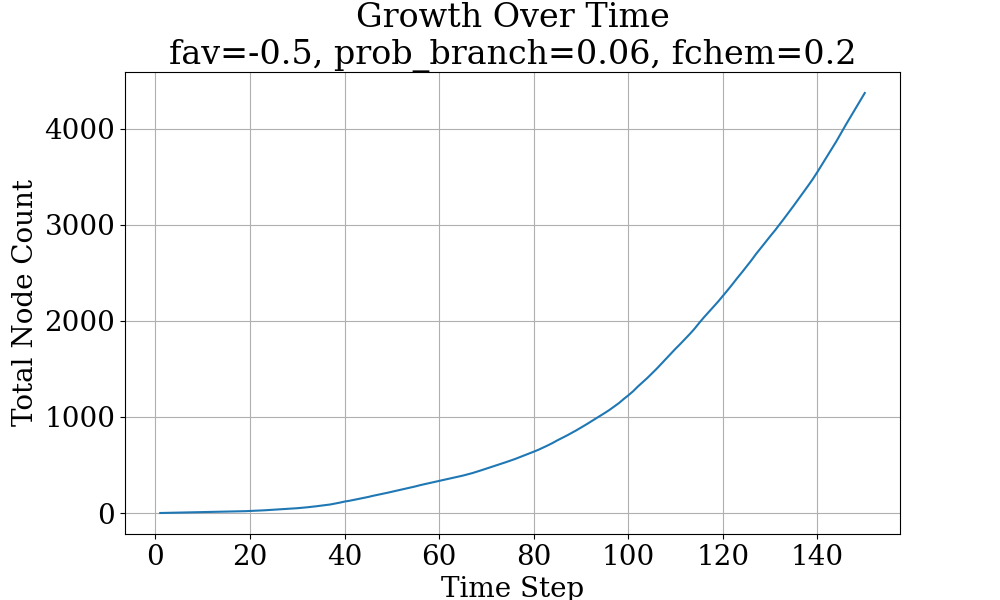 Growth Over Time
fav=-0.5, prob_branch=0.06, fchem=0.2
Total Node Count
4000
3000
2000
1000
0
0 20 40 60 80 100 120 140
Time Step